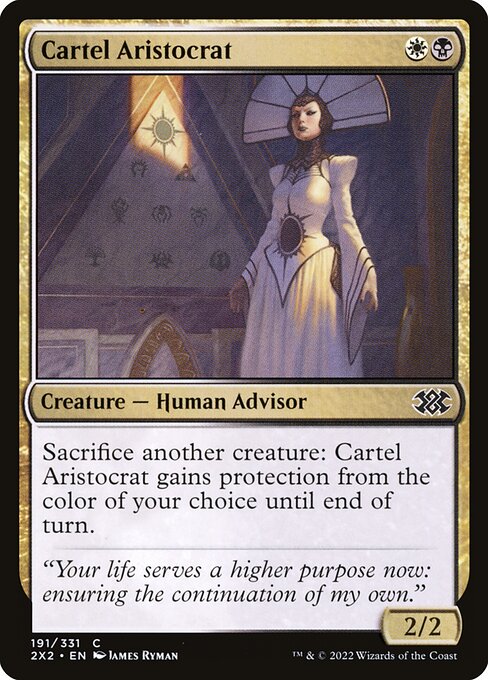 Cartel Aristocrat
Creature — Human Advisor
Sacrifice another creature: Cartel
Aristocrat gains protection from the
color of your choice until end of
turn.
“Your life serves a higher purpose now:
ensuring the continuation of my own.”
2/2
191/331 C
2X2 • EN JAMES RYMAN
™ & © 2022 Wizards of the Coast